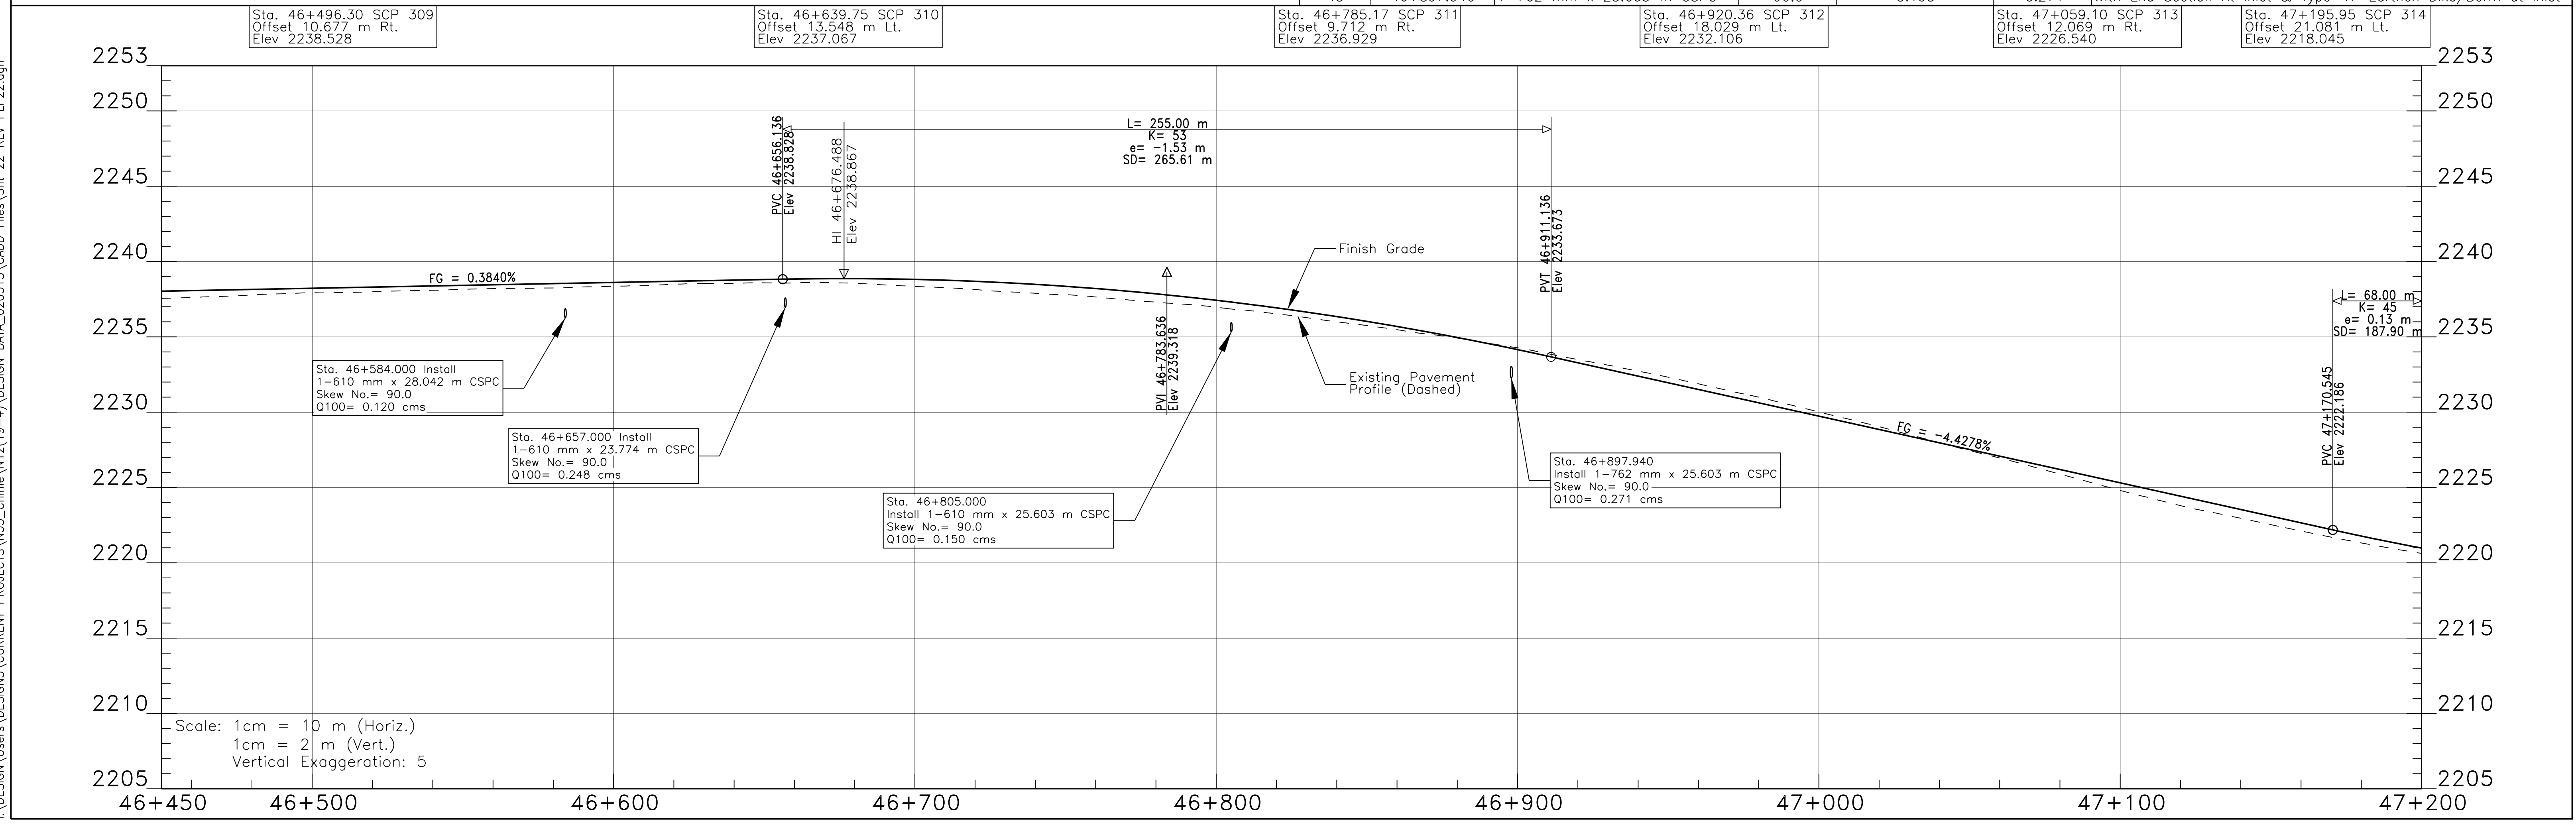 Sta. 46+496.30 SCP 309
Offset 10.677 m Rt.
Elev 2238.528
Sta. 46+639.75 SCP 310
Offset 13.548 m Lt.
Elev 2237.067
Sta. 46+785.17 SCP 311
Offset 9.712 m Rt.
Elev 2236.929
Sta. 46+920.36 SCP 312
Offset 18.029 m Lt.
Elev 2232.106
Sta. 47+059.10 SCP 313
Offset 12.069 m Rt.
Elev 2226.540
Sta. 47+195.95 SCP 314
Offset 21.081 m Lt.
Elev 2218.045
2253
2250
2245
2240
2235
2230
2225
2220
2215
2210
2205
2253
2250
2245
2240
2235
2230
2225
2220
2215
2210
2205
PVC 46+656.136
Elev 2238.828
HI 46+676.488
Elev 2238.867
L= 255.00 m
K= 53
e= -1.53 m
SD= 265.61 m
PVT 46+911.136
Elev 2233.673
FG = 0.3840%
Finish Grade
PVI 46+783.636
Elev 2239.318
Existing Pavement
Profile (Dashed)
L= 68.00 m
K= 45
e= 0.13 m
SD= 187.90 m
PVC 47+170.545
Elev 2222.186
FG = -4.4278%
Sta. 46+584.000 Install
1-610 mm x 28.042 m CSPC
Skew No.= 90.0
Q100= 0.120 cms
Sta. 46+657.000 Install
1-610 mm x 23.774 m CSPC
Skew No.= 90.0
Q100= 0.248 cms
Sta. 46+805.000
Install 1-610 mm x 25.603 m CSPC
Skew No.= 90.0
Q100= 0.150 cms
Sta. 46+897.940
Install 1-762 mm x 25.603 m CSPC
Skew No.= 90.0
Q100= 0.271 cms
Scale: 1cm = 10 m (Horiz.)
1cm = 2 m (Vert.)
Vertical Exaggeration: 5
46+450
46+500
46+600
46+700
46+800
46+900
47+000
47+100
47+200